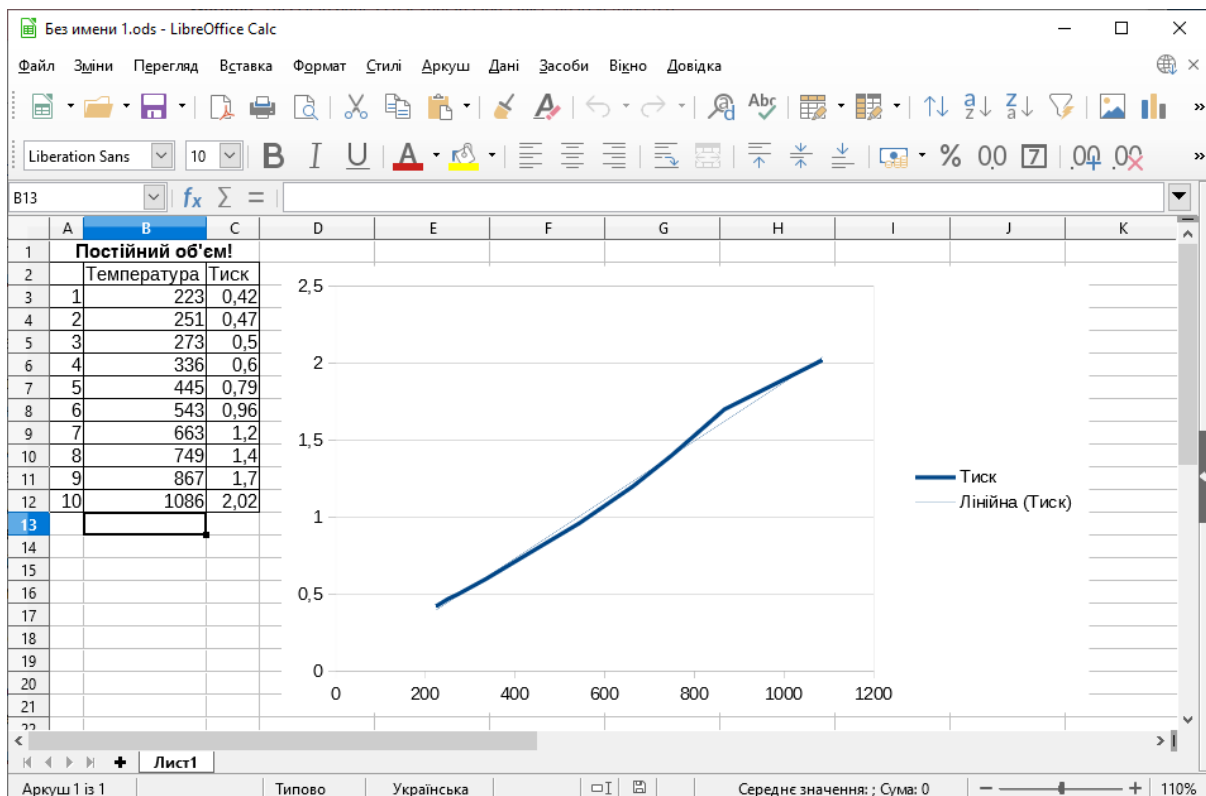 Без имени 1.ods - LibreOffice Calc
Файл Зміни Перегляд Вставка Формат Стилі Аркуш Дані Засоби Вікно Довідка
Liberation Sans 10
B13
A B C D E F G H I J K
1 Постійний об'єм!
2 Температура Тиск
3 1 223 0,42
4 2 251 0,47
5 3 273 0,5
6 4 336 0,6
7 5 445 0,79
8 6 543 0,96
9 7 663 1,2
10 8 749 1,4
11 9 867 1,7
12 10 1086 2,02
13
14
15
16
17
18
19
20
21
2,5
2
1,5
1
0,5
0
0 200 400 600 800 1000 1200
Тиск
Лінійна (Тиск)
Лист1
Аркуш 1 із 1 Типово Українська Середнє значення: ; Сума: 0 110%